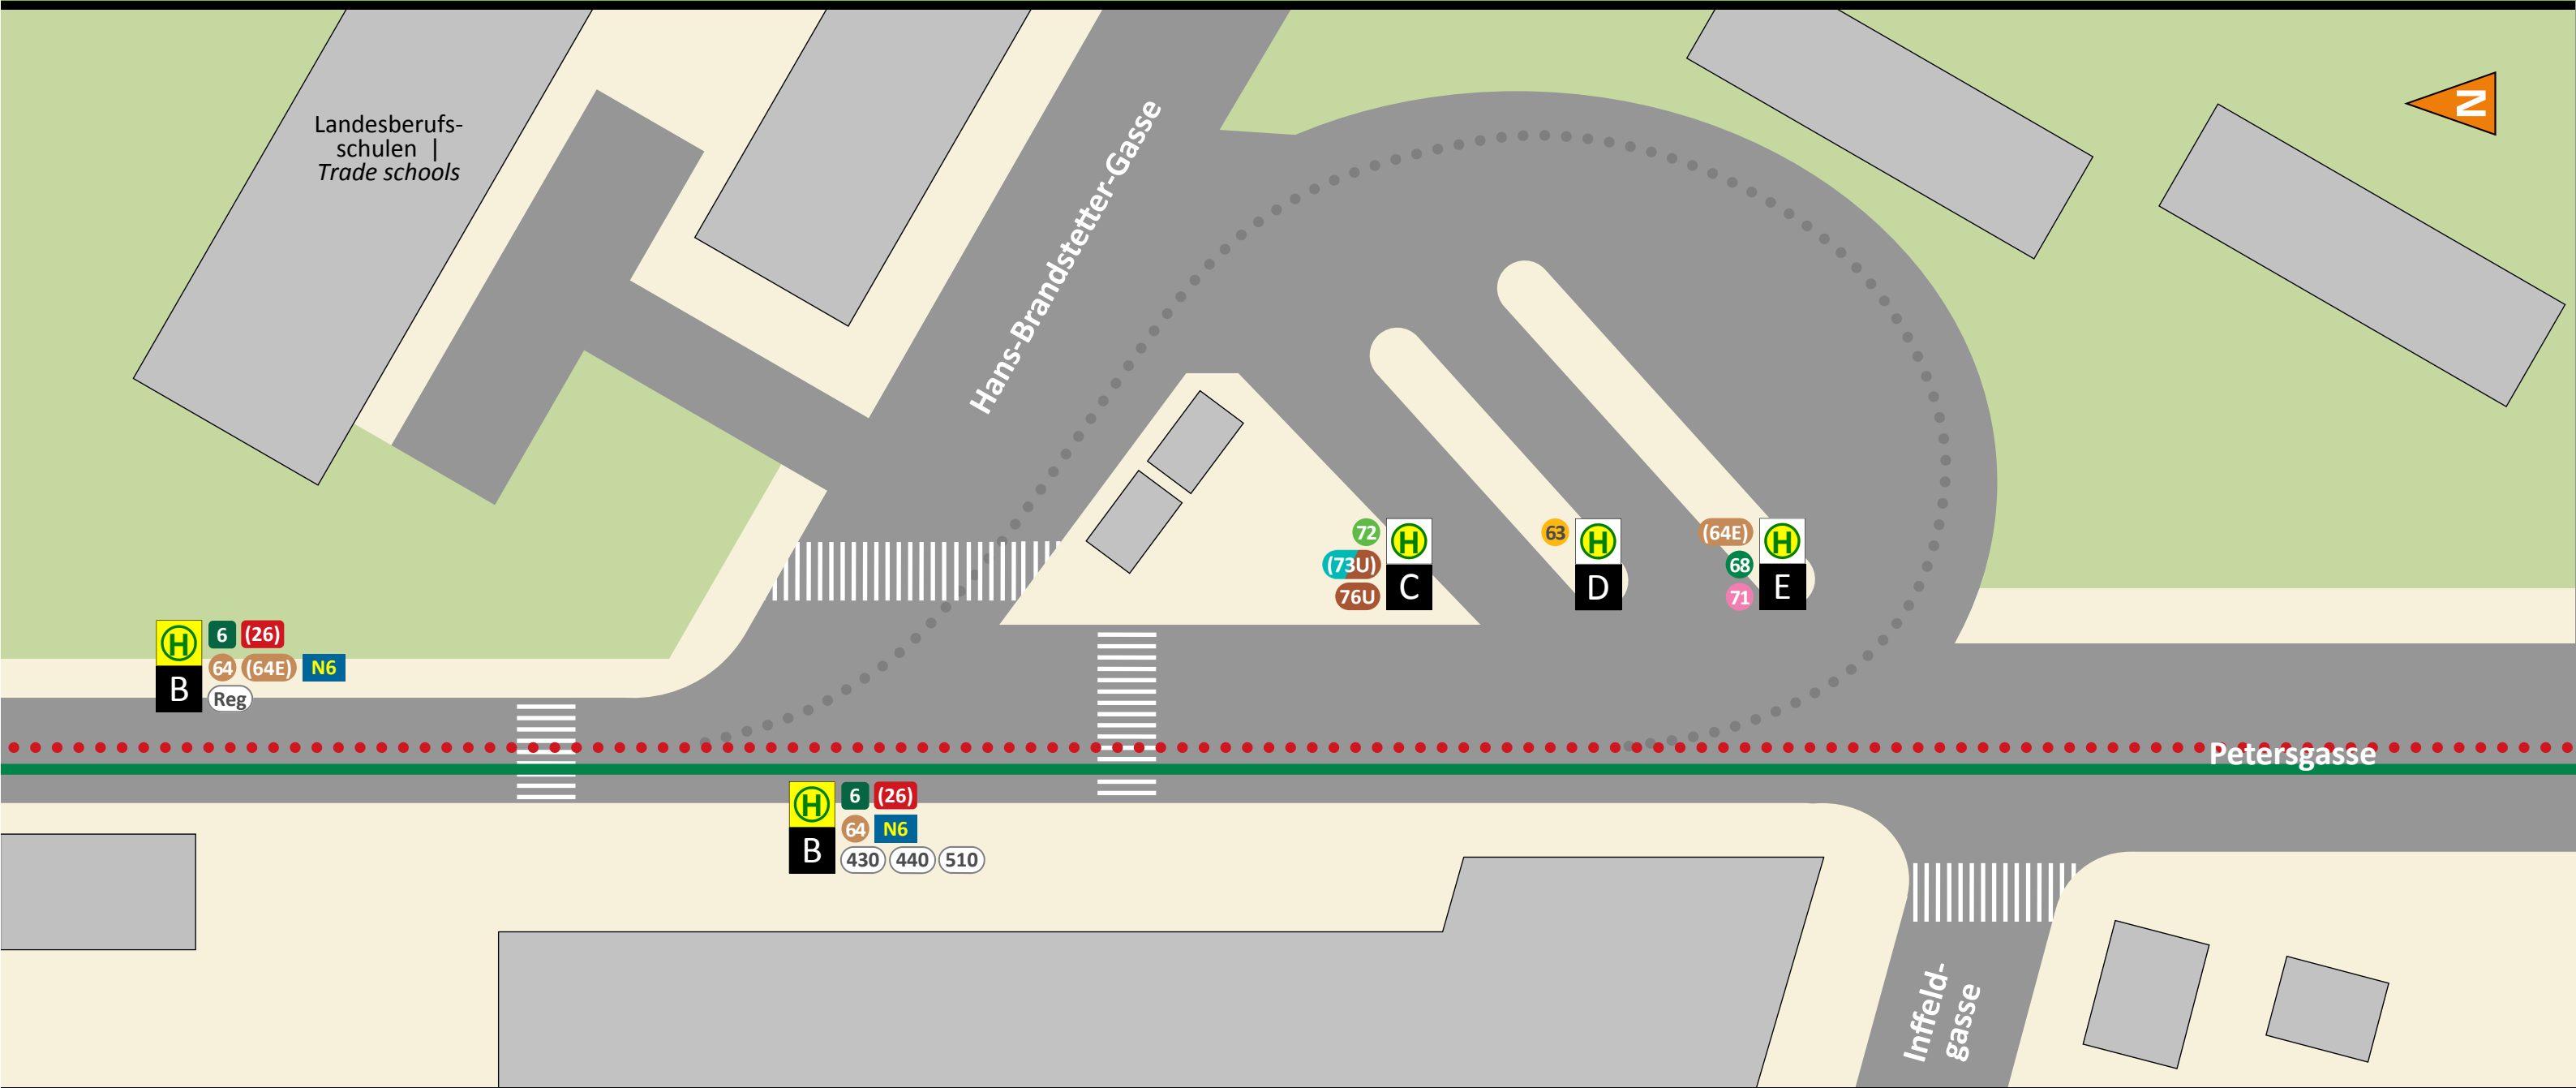 Landesberufs-
schulen |
Trade schools
Hans-Brandstetter-Gasse
N
72
(73U)
76U
H
C
63
H
D
(64E)
68
71
H
E
H
B
6 (26)
64 (64E) N6
Reg
Petersgasse
H
B
6 (26)
64 N6
430 440 510
Inffeld-
gasse